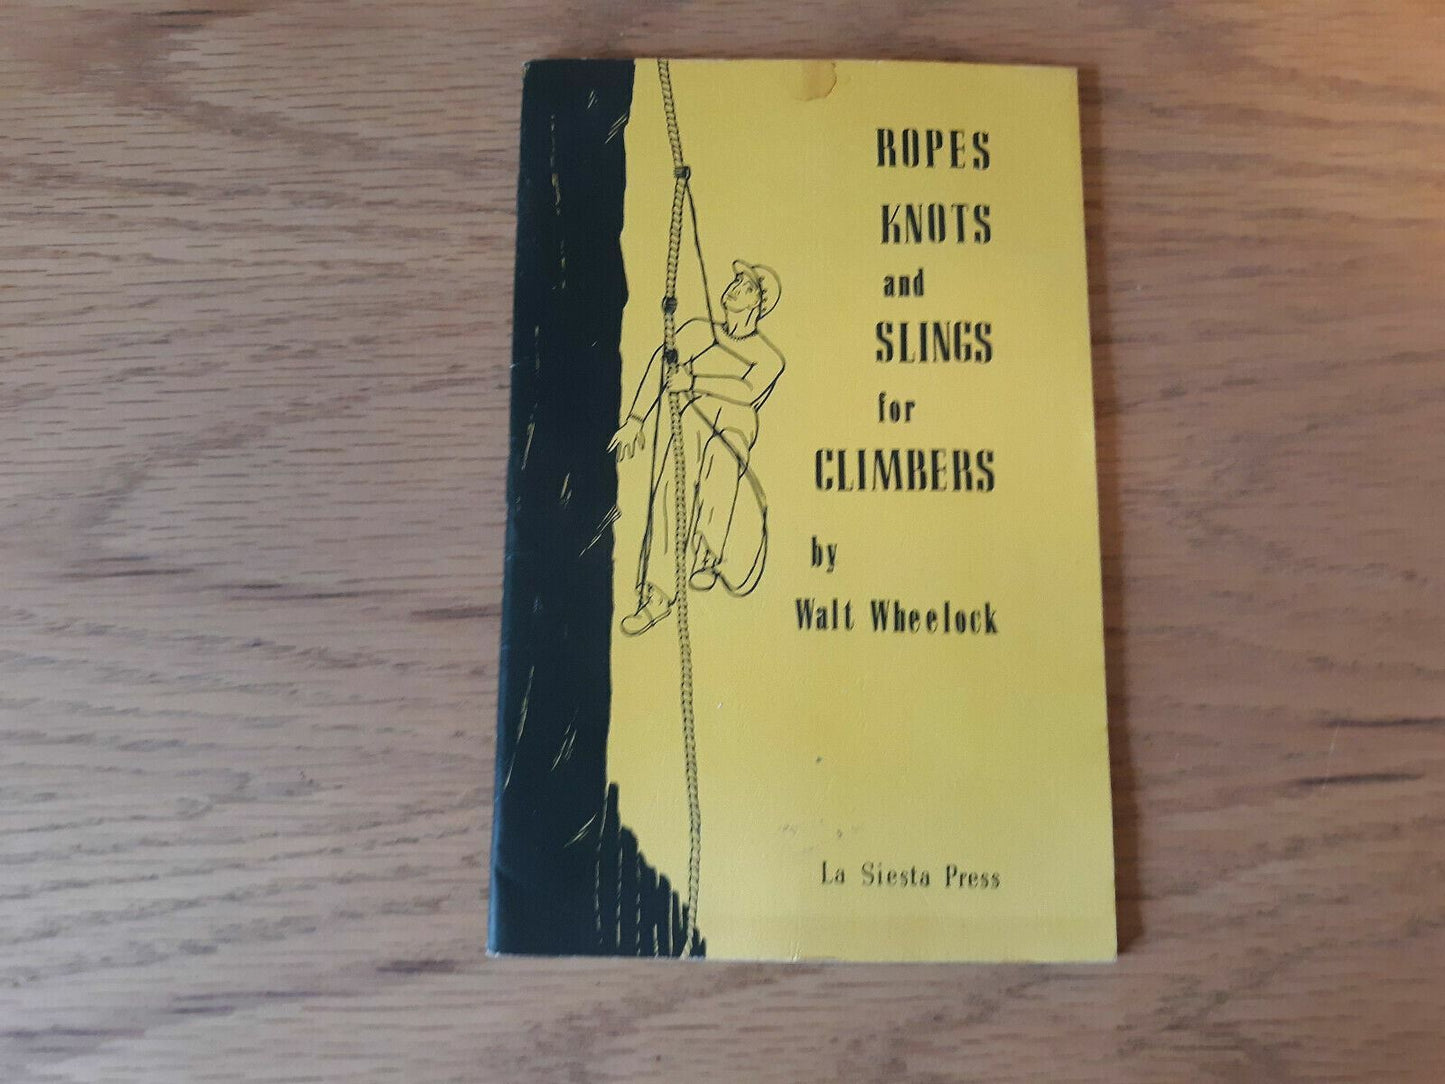 ROPES
KNOTS
and
SLINGS
for
CLIMBERS
by
Walt Wheelock
La Siesta Press